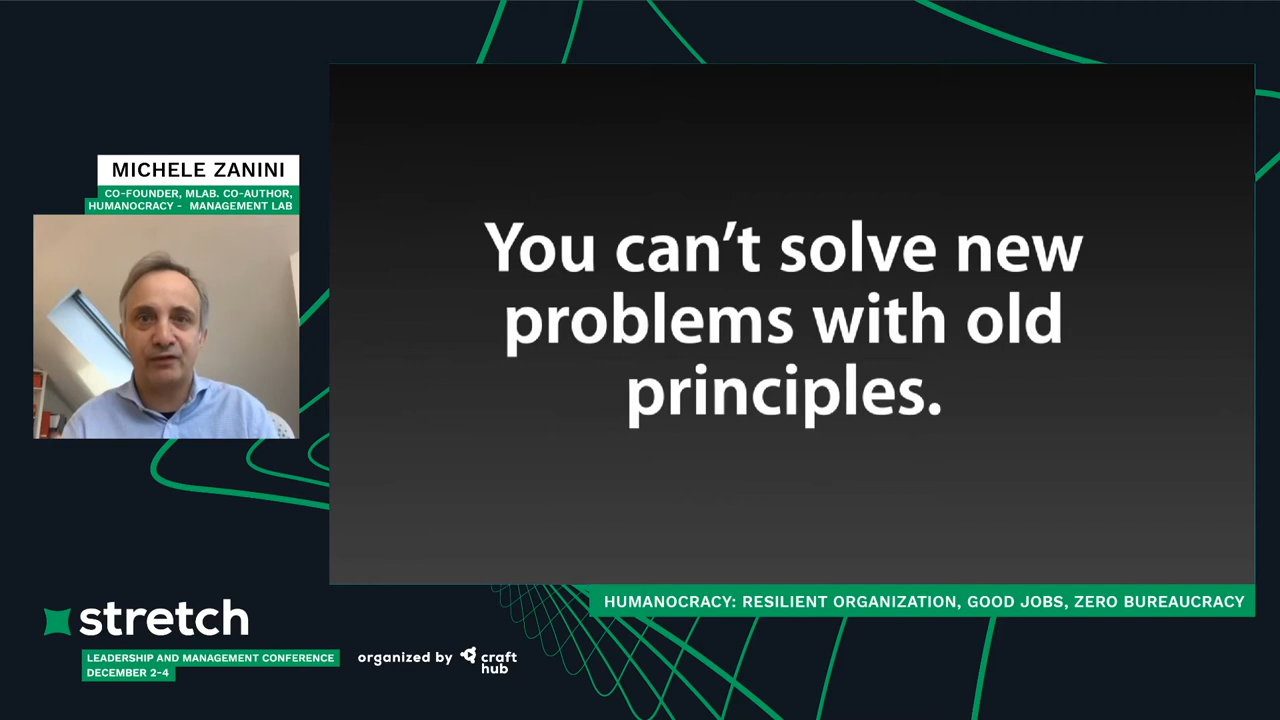 MICHELE ZANINI
CO-FOUNDER, MLAB. CO-AUTHOR,
HUMANOCRACY - MANAGEMENT LAB
You can’t solve new
problems with old
principles.
HUMANOCRACY: RESILIENT ORGANIZATION, GOOD JOBS, ZERO BUREAUCRACY
stretch
LEADERSHIP AND MANAGEMENT CONFERENCE
DECEMBER 2-4
organized by craft
hub